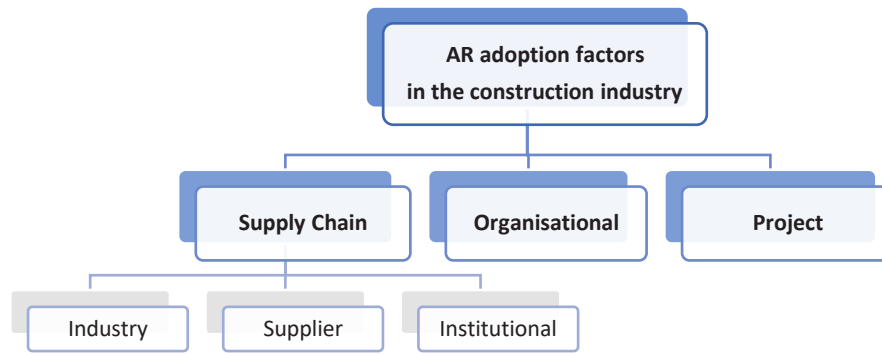 AR adoption factors
in the construction industry
Supply Chain
Organisational
Project
Industry
Supplier
Institutional